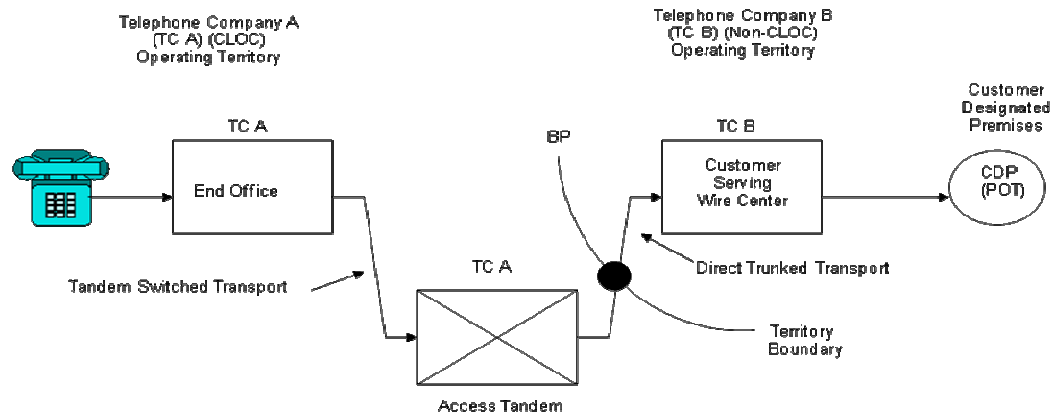 Telephone Company A
(TC A) (CLOC)
Operating Territory
Telephone Company B
(TC B) (Non-CLOC)
Operating Territory
Customer
Designated
Premises
TC A
End Office
IBP
TC B
Customer
Serving
Wire Center
CDP
(POT)
Tandem Switched Transport
TC A
Direct Trunked Transport
Territory
Boundary
Access Tandem